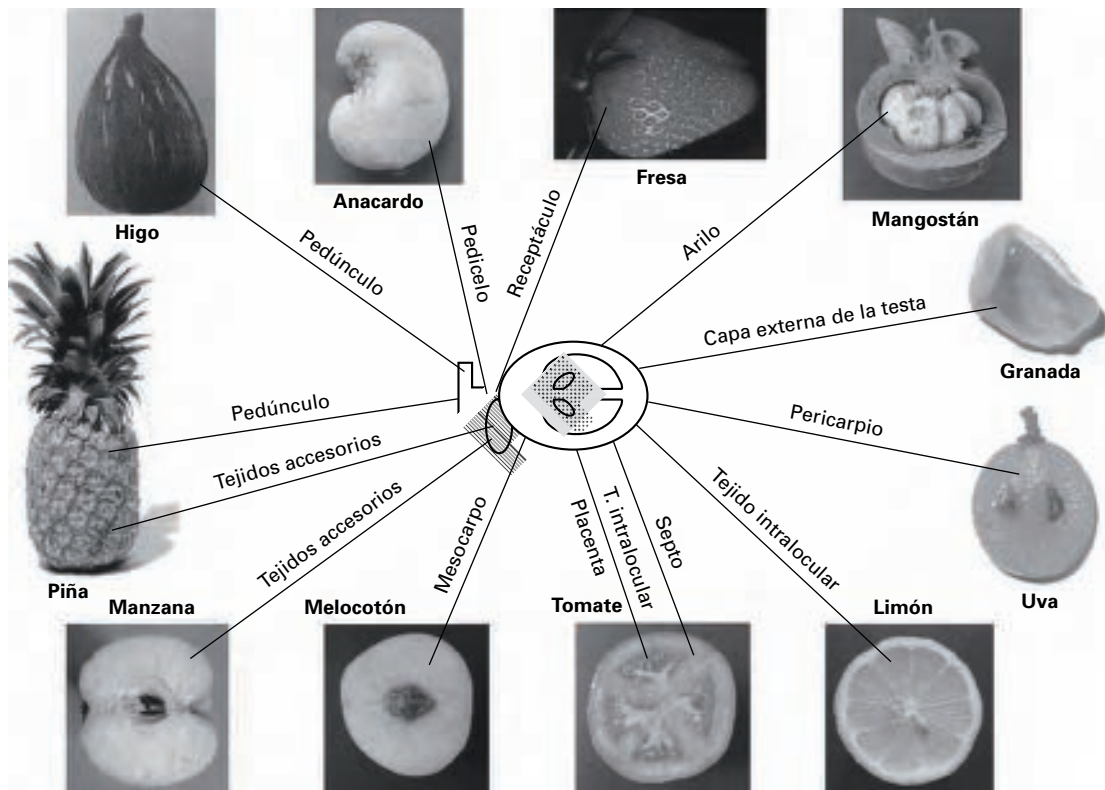 Higo
Anacardo
Fresa
Mangostán
Granada
Uva
Limón
Tomate
Melocotón
Manzana
Piña
Pedúnculo
Pedicelo
Receptáculo
Arilo
Capa externa de la testa
Pericarpio
Tejido intralocular
Septo
T. intralocular
Placenta
Mesocarpo
Tejidos accesorios
Tejidos accesorios
Pedúnculo